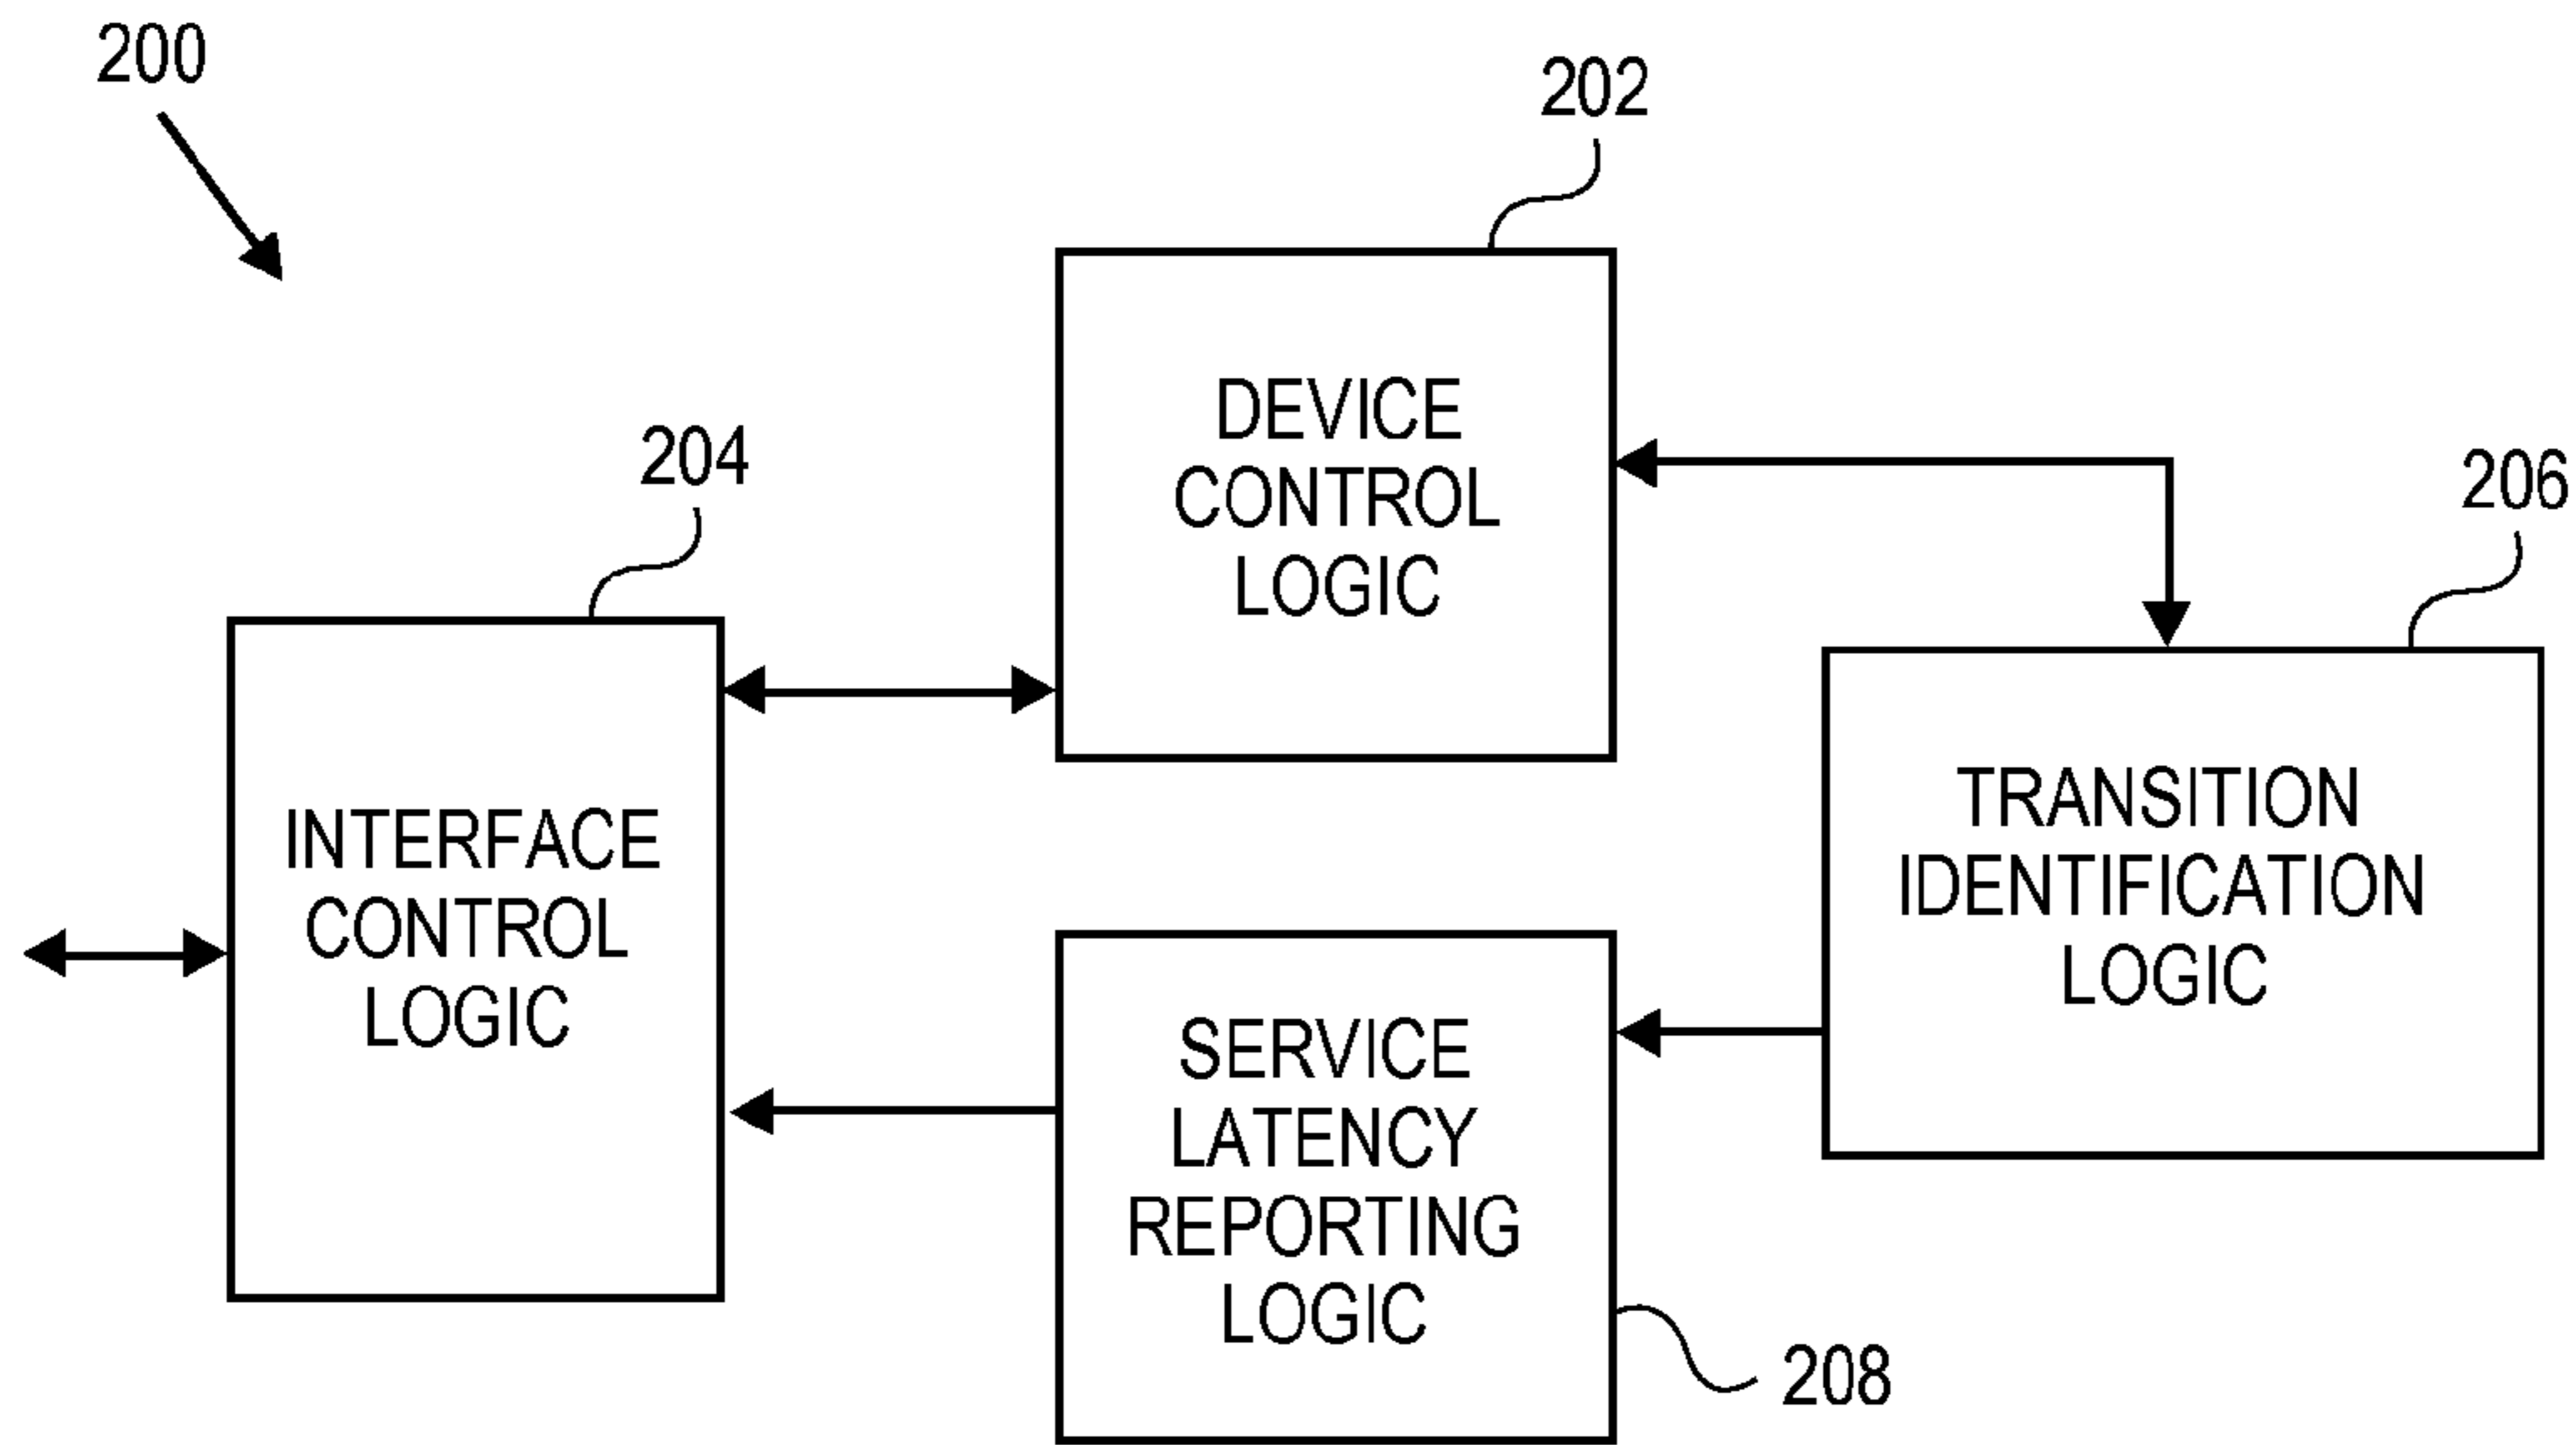 200
202
DEVICE
CONTROL
LOGIC
204
INTERFACE
CONTROL
LOGIC
206
TRANSITION
IDENTIFICATION
LOGIC
SERVICE
LATENCY
REPORTING
LOGIC
208